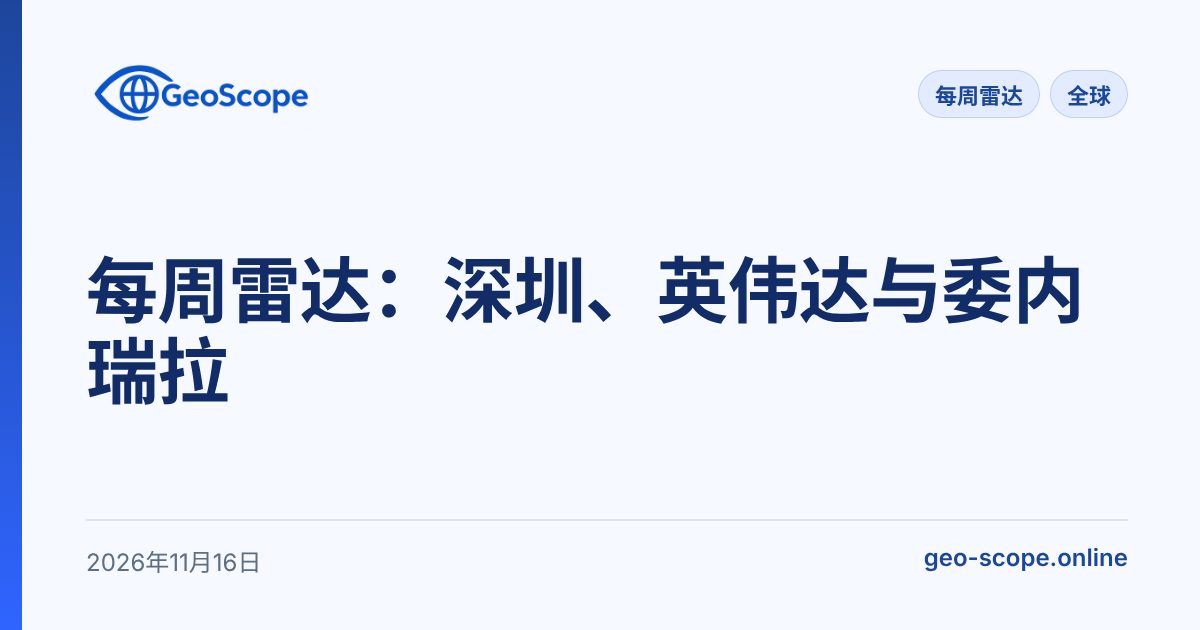 GeoScope
每周雷达
全球
每周雷达：深圳、英伟达与委内
瑞拉
2026年11月16日
geo-scope.online